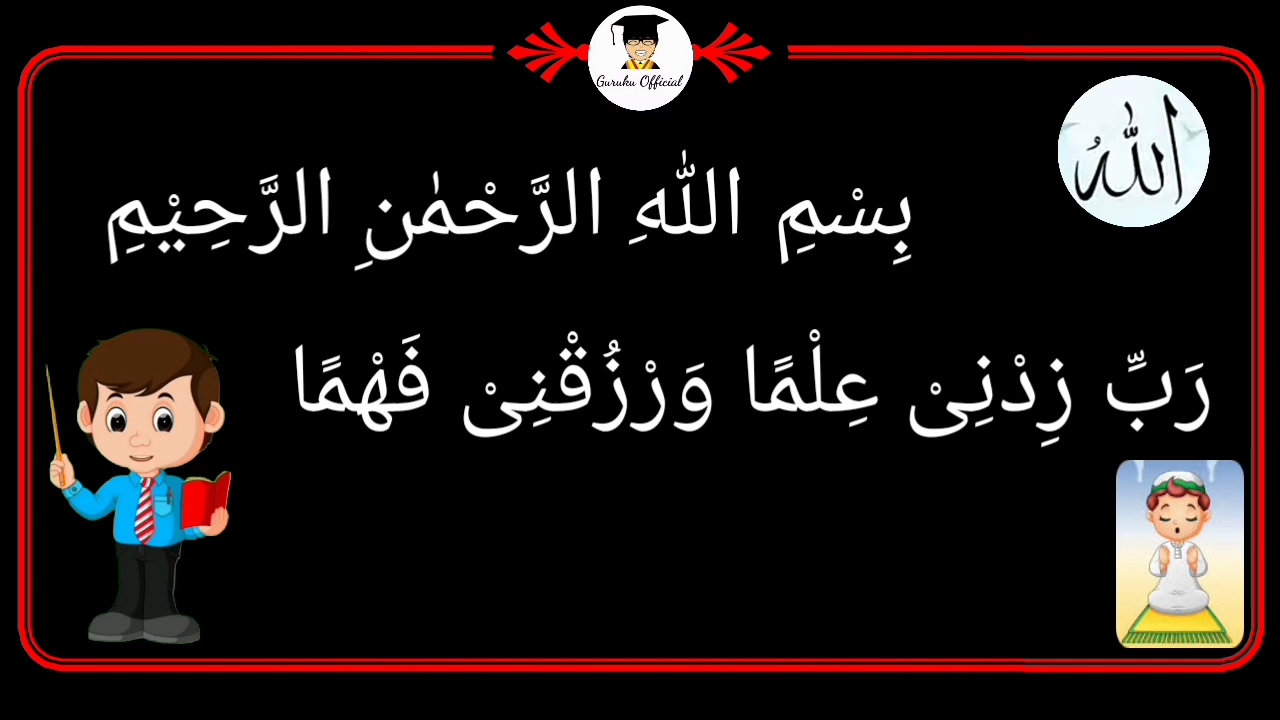 Guruku Official
الله
بِسْمِ اللّٰهِ الرَّحْمٰنِ الرَّحِيْمِ
رَبِّ زِدْنِىْ عِلْمًا وَرْزُقْنِىْ فَهْمًا